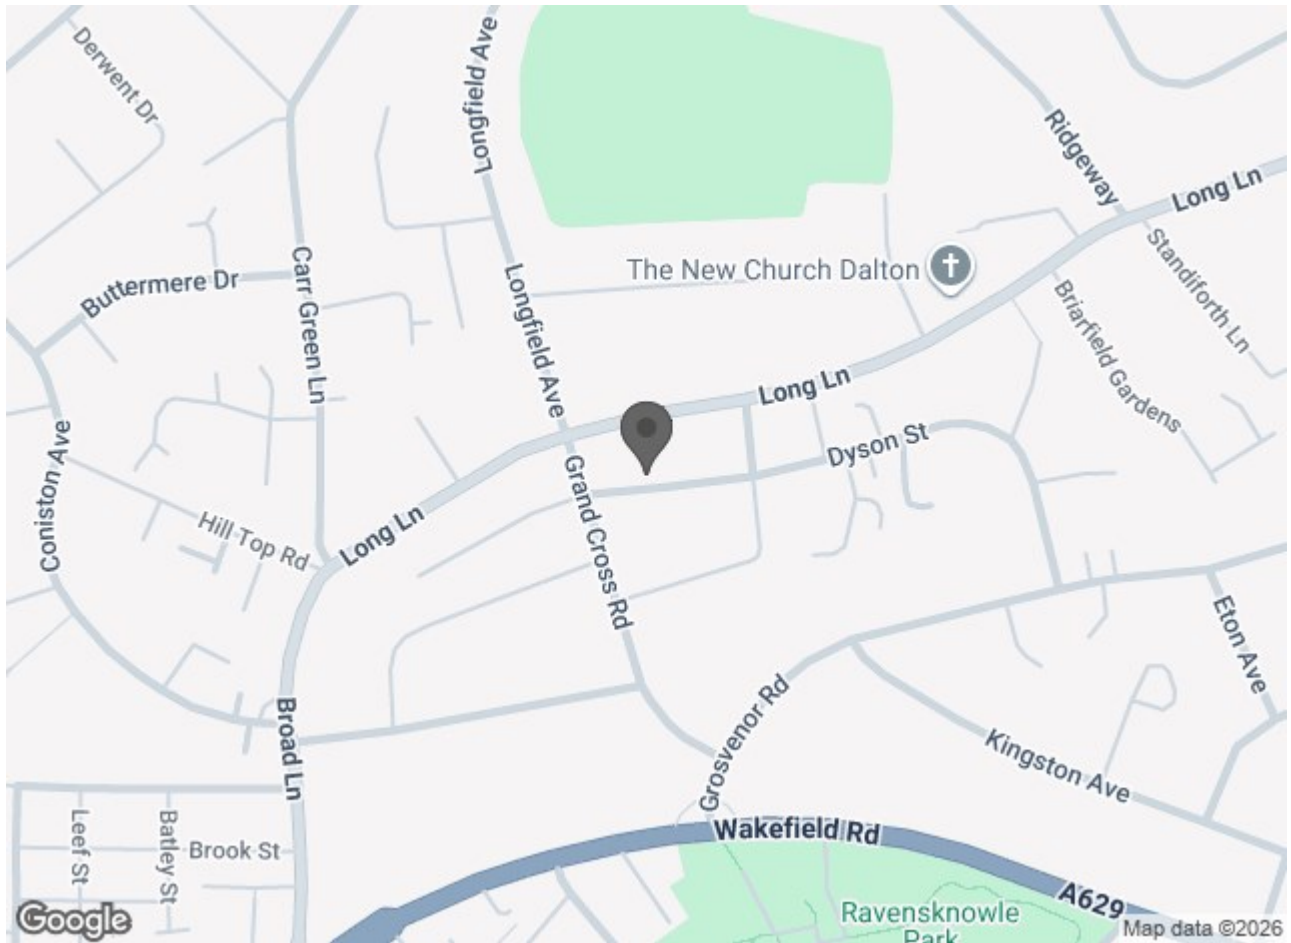 Derwent Dr
Longfield Ave
Ridgeway
Long Ln
Standiforth Ln
Carr Green Ln
Buttermere Dr
The New Church Dalton
Longfield Ave
Briarfield Gardens
Long Ln
Dyson St
Coniston Ave
Grand Cross Rd
Hill Top Rd
Long Ln
Eton Ave
Grosvenor Rd
Broad Ln
Kingston Ave
Leef St
Batley St
Brook St
Wakefield Rd
A629
Ravensknowle
Park
Google
Map data ©2026